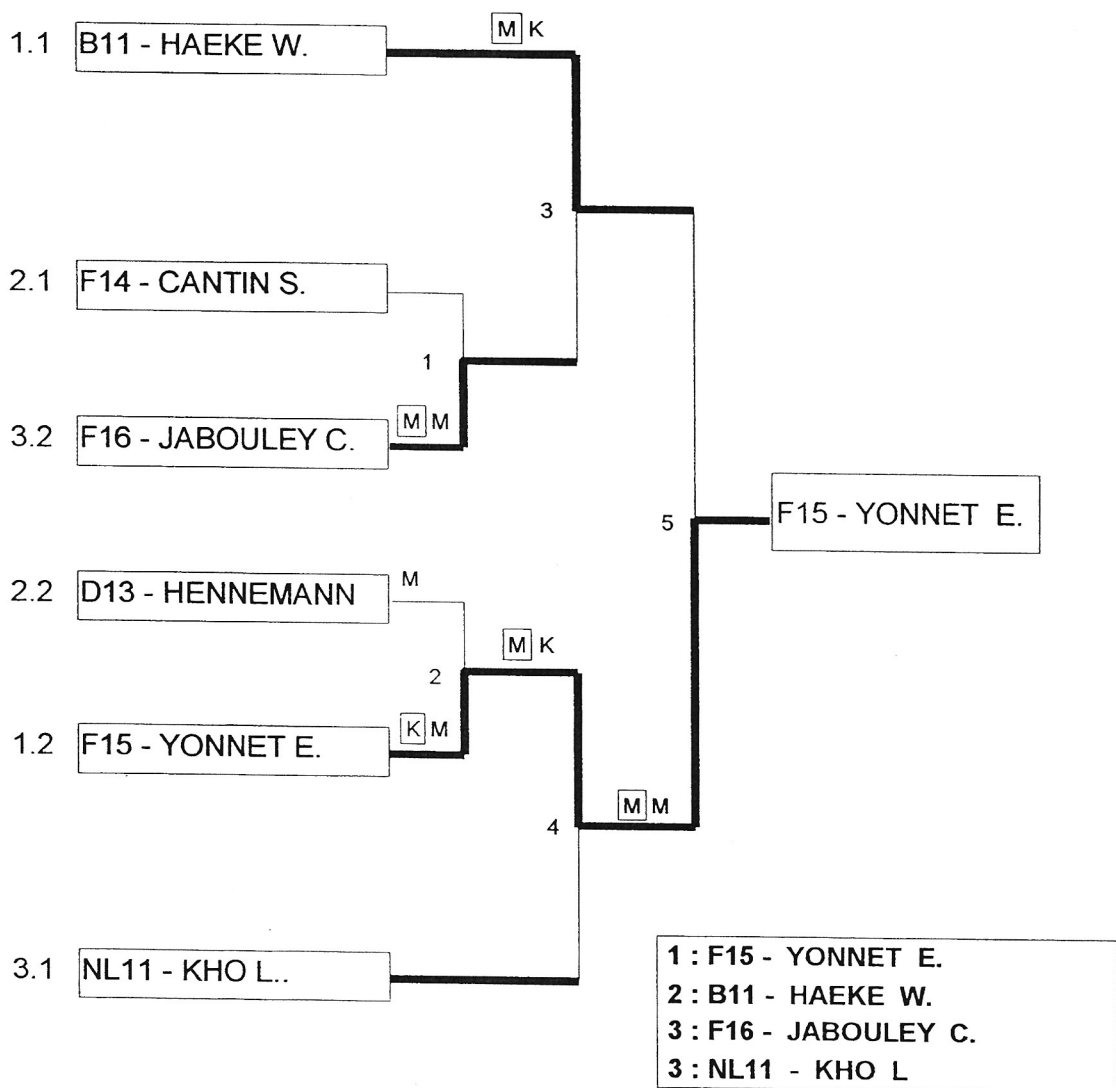 M K
1.1 B11 - HAEKE W.
3
2.1 F14 - CANTIN S.
1
M M
3.2 F16 - JABOULEY C.
5 F15 - YONNET E.
M
2.2 D13 - HENNEMANN
M K
2
K M
1.2 F15 - YONNET E.
M M
4
3.1 NL11 - KHO L..
1 : F15 - YONNET E.
2 : B11 - HAEKE W.
3 : F16 - JABOULEY C.
3 : NL11 - KHO L